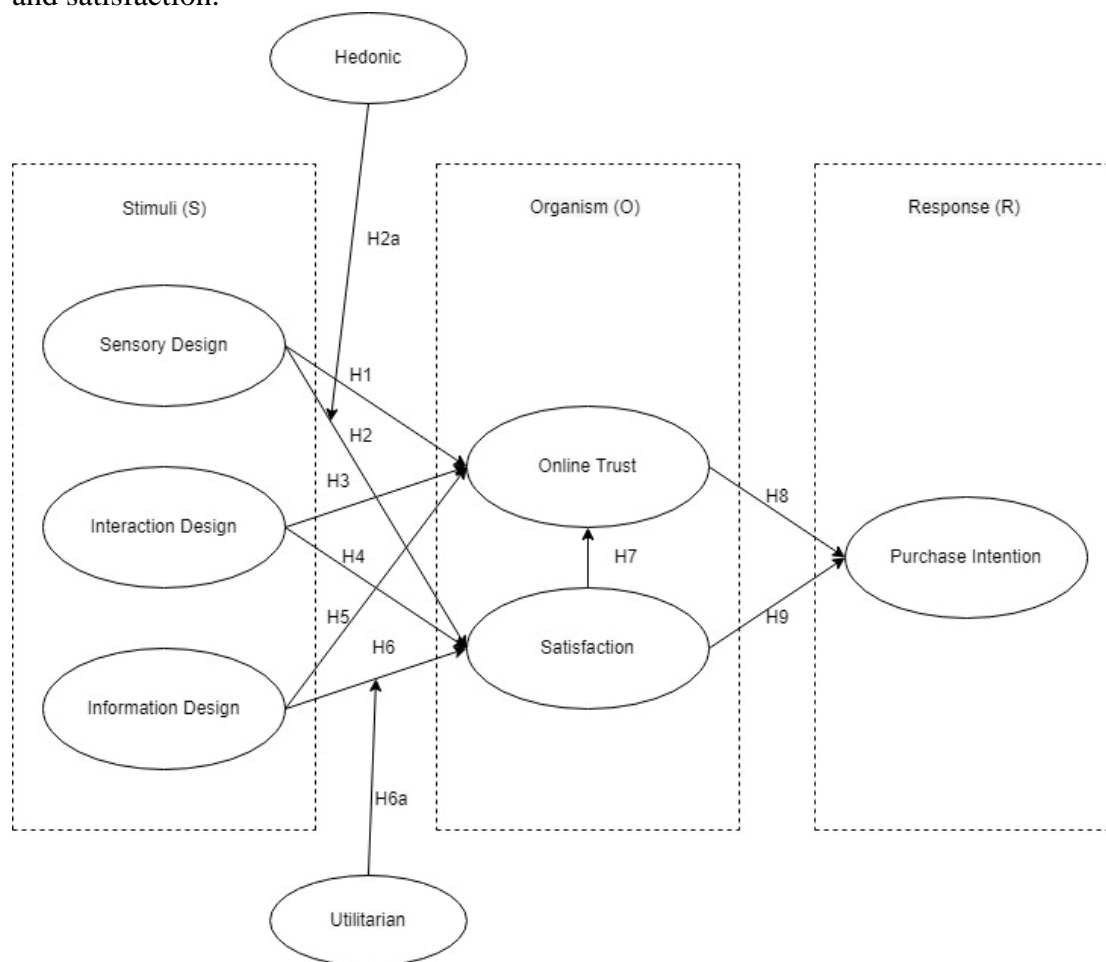 and satisfaction.
Hedonic
Stimuli (S)
Organism (O)
Response (R)
H2a
Sensory Design
H1
H2
Online Trust
H3
H8
Interaction Design
H4
H7
Purchase Intention
H5
H6
Satisfaction
H9
Information Design
H6a
Utilitarian